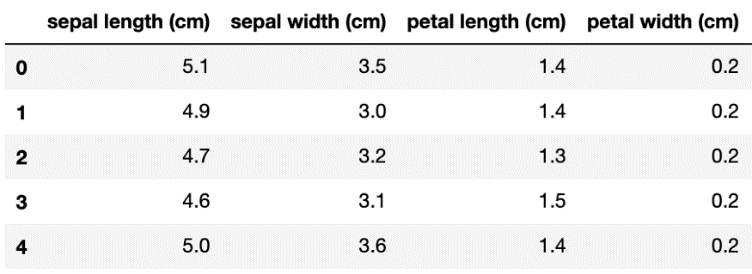 sepal length (cm) sepal width (cm) petal length (cm) petal width (cm)
0 5.1 3.5 1.4 0.2
1 4.9 3.0 1.4 0.2
2 4.7 3.2 1.3 0.2
3 4.6 3.1 1.5 0.2
4 5.0 3.6 1.4 0.2